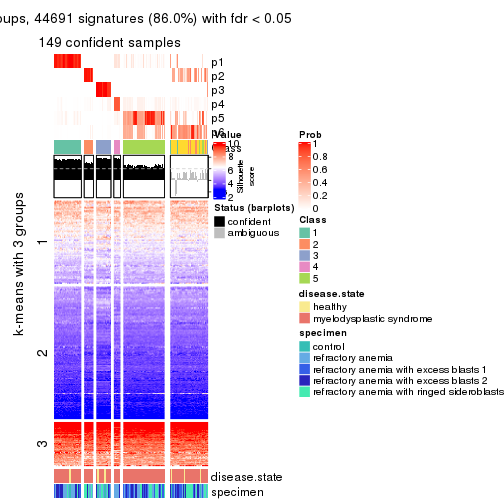 oups, 44691 signatures (86.0%) with fdr < 0.05
149 confident samples
p1
p2
p3
p4
p5
p6
Class
Value
10
8
6
4
2
Silhouette
score
Status (barplots)
confident
ambiguous
Prob
1
0.8
0.6
0.4
0.2
0
Class
1
2
3
4
5
disease.state
healthy
myelodysplastic syndrome
specimen
control
refractory anemia
refractory anemia with excess blasts 1
refractory anemia with excess blasts 2
refractory anemia with ringed sideroblasts
k-means with 3 groups
1
2
3
disease.state
specimen